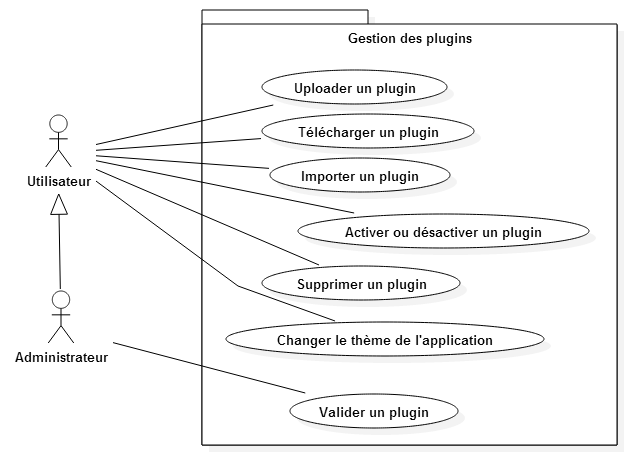 Gestion des plugins
Uploader un plugin
Télécharger un plugin
Importer un plugin
Utilisateur
Activer ou désactiver un plugin
Supprimer un plugin
Changer le thème de l'application
Administrateur
Valider un plugin